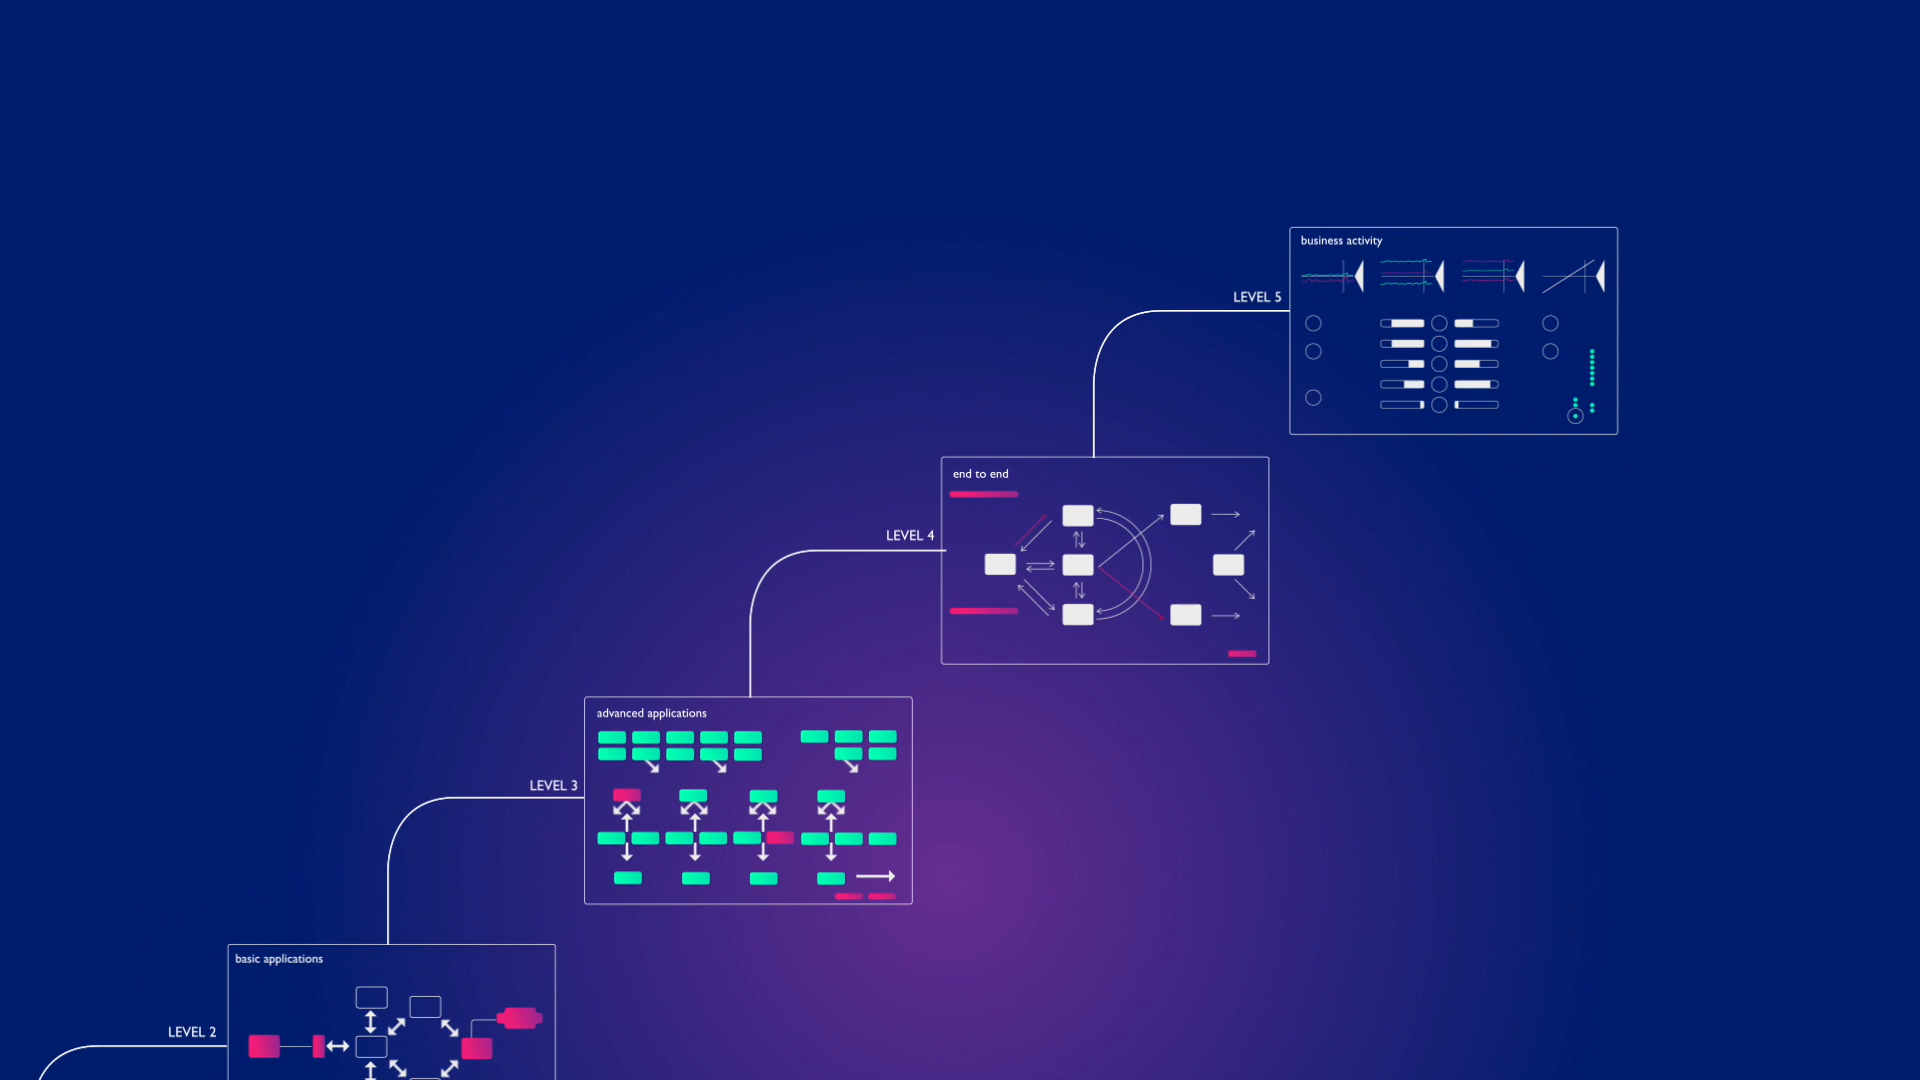 business activity
LEVEL 5
end to end
LEVEL 4
advanced applications
LEVEL 3
basic applications
LEVEL 2